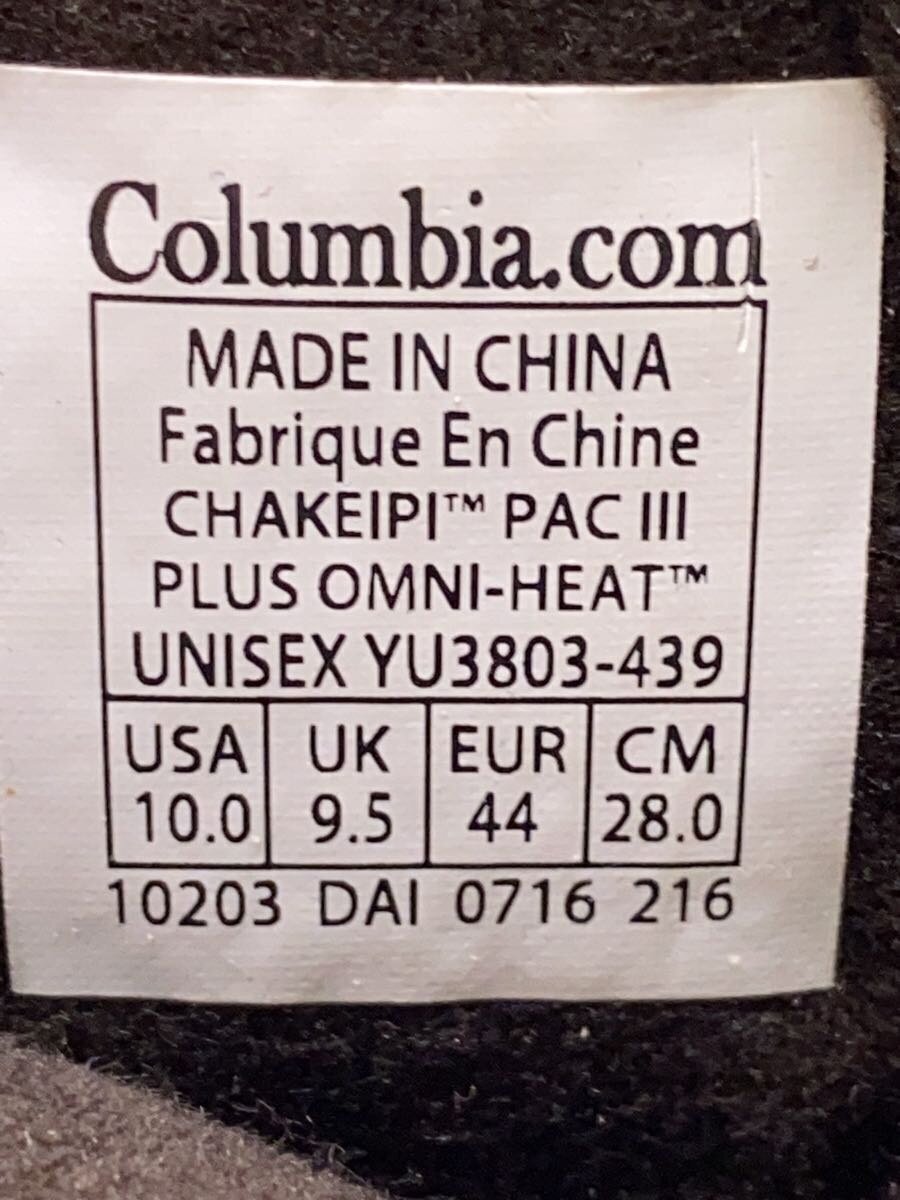 Columbia.com
MADE IN CHINA
Fabrique En Chine
CHAKEIPI™ PAC III
PLUS OMNI-HEAT™
UNISEX YU3803-439
USA UK EUR CM
10.0 9.5 44 28.0
10203 DAI 0716 216